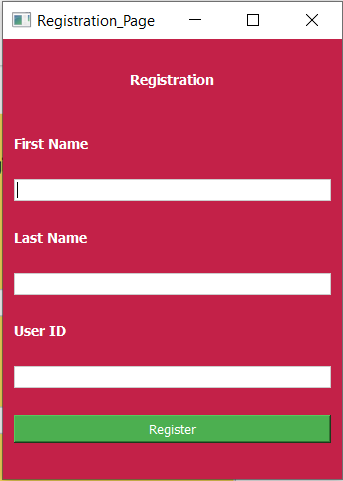 Registration_Page
Registration
First Name
Last Name
User ID
Register